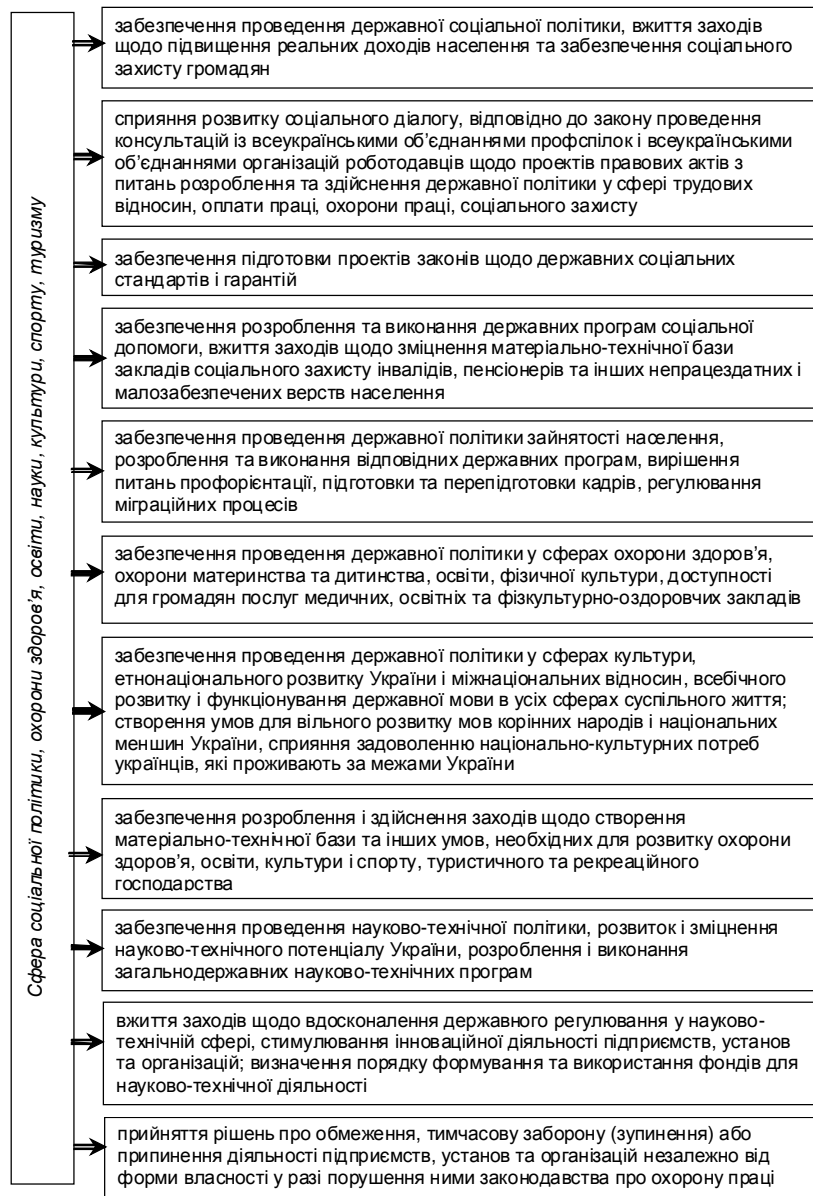 Сфера соціальної політики, охорони здоров’я, освіти, науки, культури, спорту, туризму
забезпечення проведення державної соціальної політики, вжиття заходів
щодо підвищення реальних доходів населення та забезпечення соціального
захисту громадян
сприяння розвитку соціального діалогу, відповідно до закону проведення
консультацій із всеукраїнськими об’єднаннями профспілок і всеукраїнськими
об’єднаннями організацій роботодавців щодо проектів правових актів з
питань розроблення та здійснення державної політики у сфері трудових
відносин, оплати праці, охорони праці, соціального захисту
забезпечення підготовки проектів законів щодо державних соціальних
стандартів і гарантій
забезпечення розроблення та виконання державних програм соціальної
допомоги, вжиття заходів щодо зміцнення матеріально-технічної бази
закладів соціального захисту інвалідів, пенсіонерів та інших непрацездатних і
малозабезпечених верств населення
забезпечення проведення державної політики зайнятості населення,
розроблення та виконання відповідних державних програм, вирішення
питань профорієнтації, підготовки та перепідготовки кадрів, регулювання
міграційних процесів
забезпечення проведення державної політики у сферах охорони здоров’я,
охорони материнства та дитинства, освіти, фізичної культури, доступності
для громадян послуг медичних, освітніх та фізкультурно-оздоровчих закладів
забезпечення проведення державної політики у сферах культури,
етнонаціонального розвитку України і міжнаціональних відносин, всебічного
розвитку і функціонування державної мови в усіх сферах суспільного життя;
створення умов для вільного розвитку мов корінних народів і національних
меншин України, сприяння задоволенню національно-культурних потреб
українців, які проживають за межами України
забезпечення розроблення і здійснення заходів щодо створення
матеріально-технічної бази та інших умов, необхідних для розвитку охорони
здоров’я, освіти, культури і спорту, туристичного та рекреаційного
господарства
забезпечення проведення науково-технічної політики, розвиток і зміцнення
науково-технічного потенціалу України, розроблення і виконання
загальнодержавних науково-технічних програм
вжиття заходів щодо вдосконалення державного регулювання у науково-
технічній сфері, стимулювання інноваційної діяльності підприємств, установ
та організацій; визначення порядку формування та використання фондів для
науково-технічної діяльності
прийняття рішень про обмеження, тимчасову заборону (зупинення) або
припинення діяльності підприємств, установ та організацій незалежно від
форми власності у разі порушення ними законодавства про охорону праці